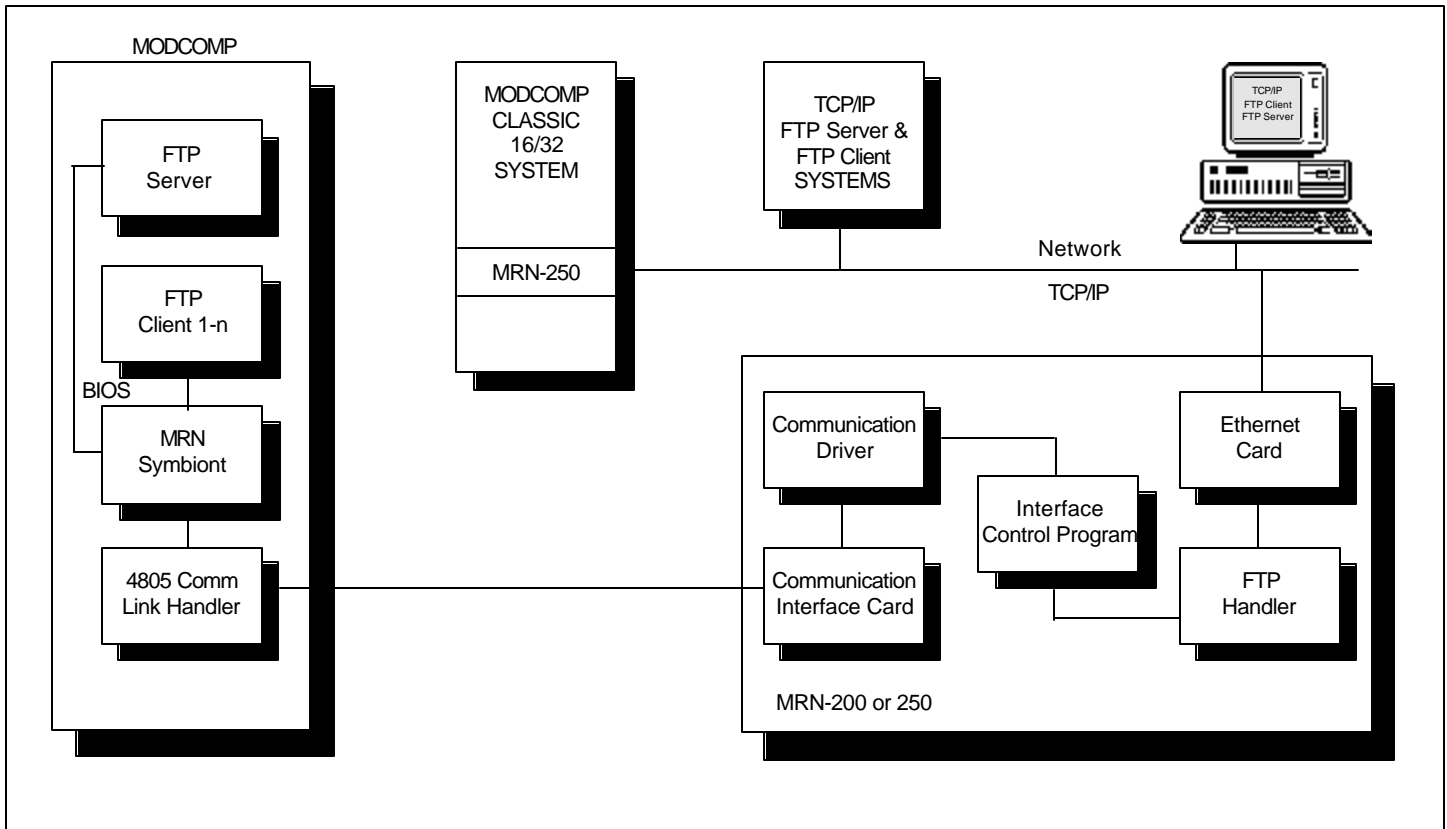 MODCOMP
FTP
Server
FTP
Client 1-n
BIOS
MRN
Symbiont
4805 Comm
Link Handler
MODCOMP
CLASSIC
16/32
SYSTEM
MRN-250
TCP/IP
FTP Server &
FTP Client
SYSTEMS
TCP/IP
FTP Client
FTP Server
Network
TCP/IP
Communication
Driver
Interface
Control Program
Ethernet
Card
Communication
Interface Card
FTP
Handler
MRN-200 or 250